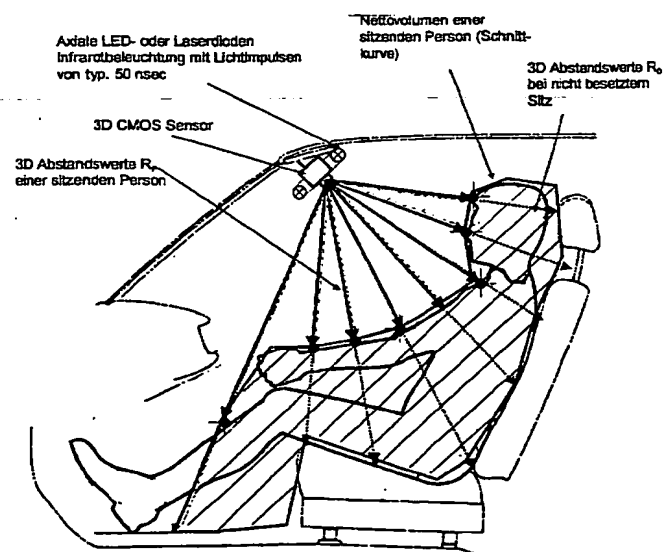 Axiale LED- oder Laserdioden
Infrarotbeleuchtung mit Lichtimpulsen
von typ. 50 nsec
Nettovolumen einer
sitzenden Person (Schnitt-
kurve)
3D Abstandswerte R₀
bei nicht besetztem
Sitz
3D CMOS Sensor
3D Abstandswerte
einer sitzenden Person